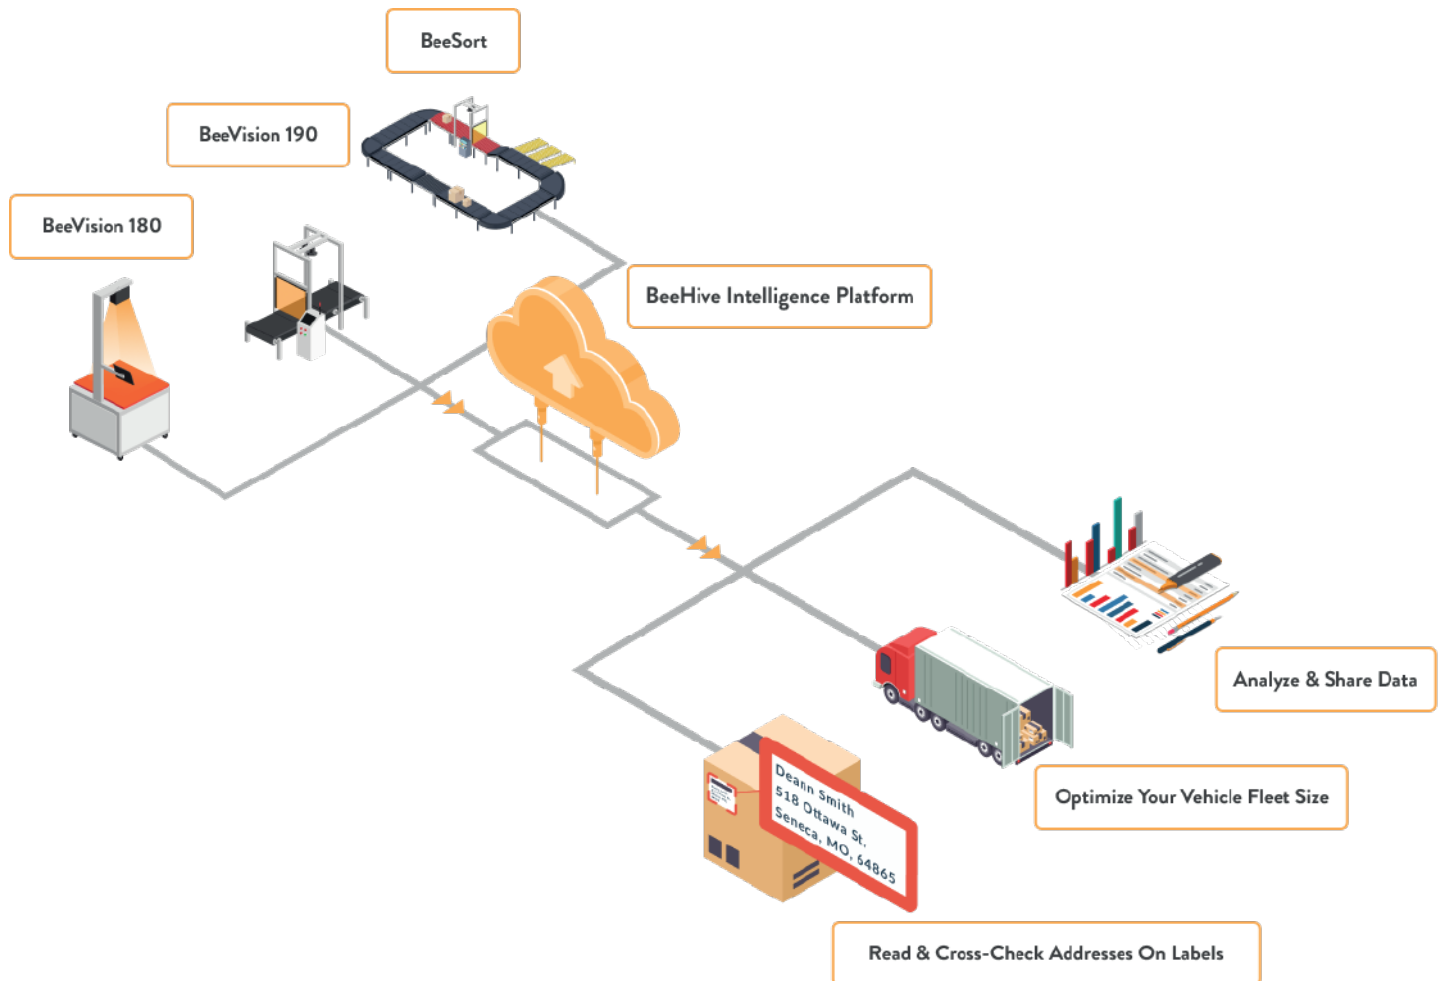 BeeSort
BeeVision 190
BeeVision 180
BeeHive Intelligence Platform
Analyze & Share Data
Optimize Your Vehicle Fleet Size
Deann Smith
518 Ottawa St.
Seneca, MO, 64865
Read & Cross-Check Addresses On Labels